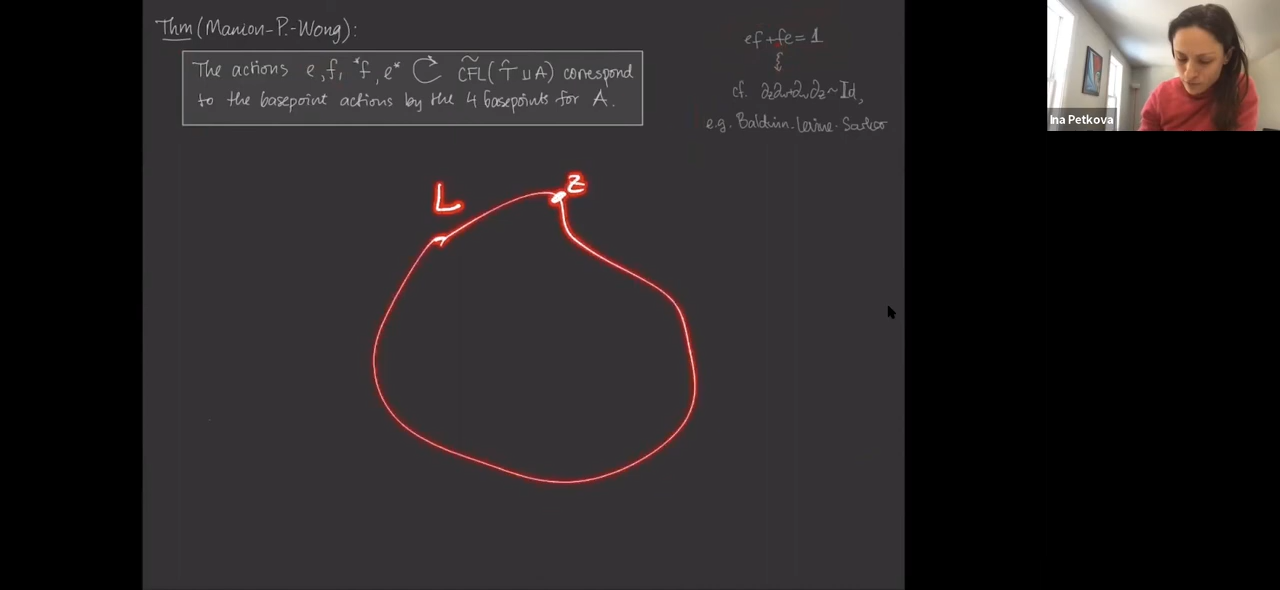 Thm (Manion-P.-Wong):
The actions e, f, *f, e* ⟳ C̃FL(T̂ ⊔ A) correspond
to the basepoint actions by the 4 basepoints for A.
ef + fe = 1
cf. ∂z∂w+∂w∂z ~ Id,
e.g. Baldwin-Levine-Sarkar
L
z
Ina Petkova